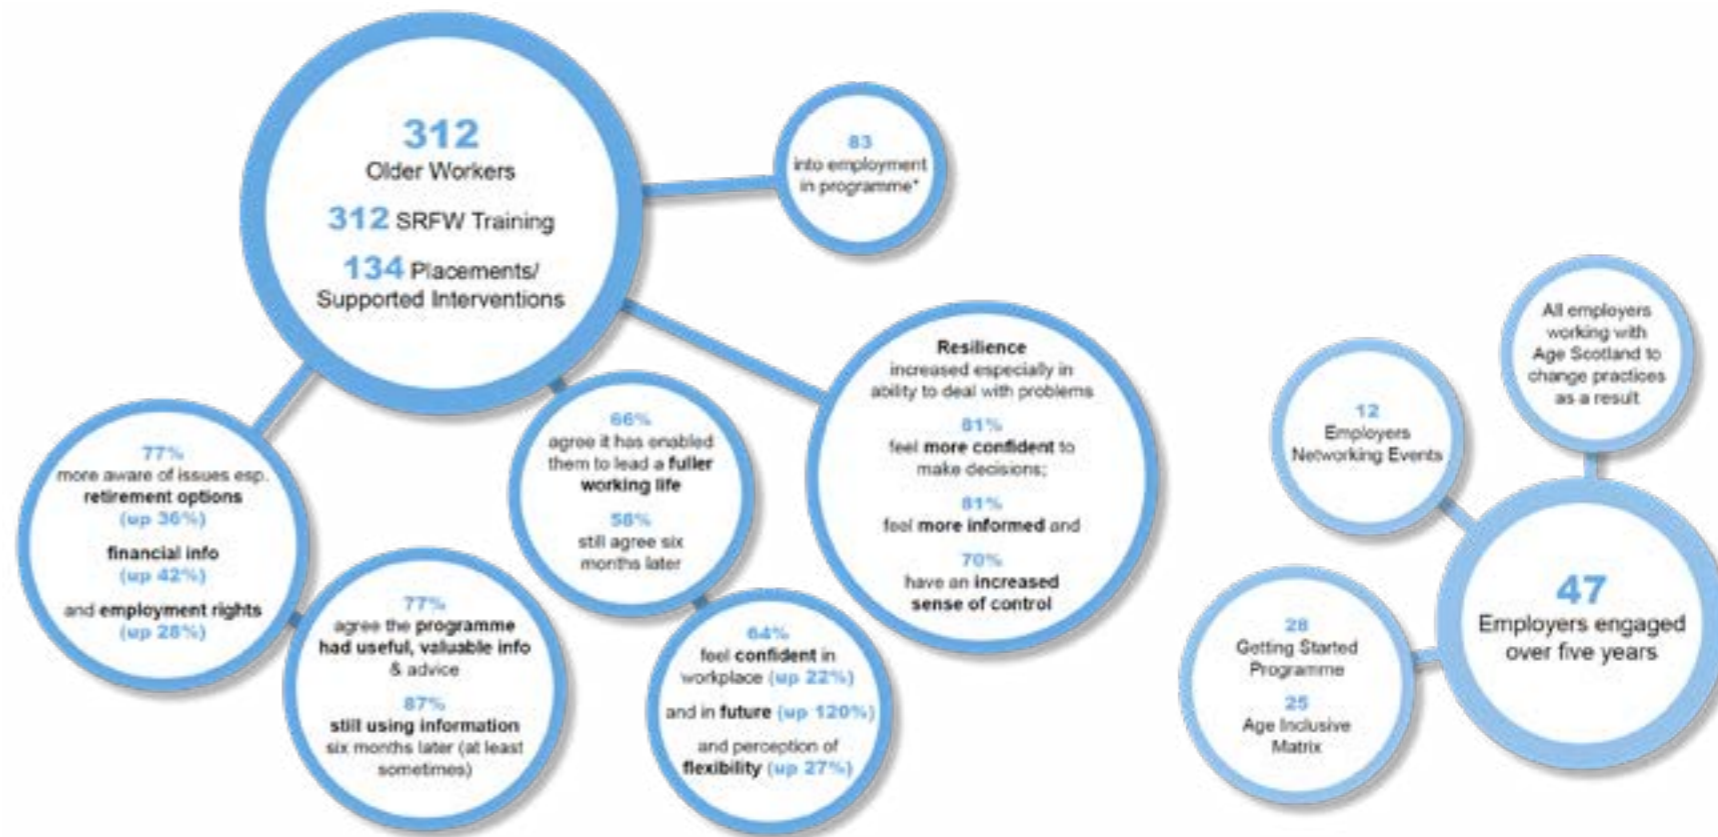 312
Older Workers
312 SRFW Training
134 Placements/
Supported Interventions
83
into employment
in programme*
77%
more aware of issues esp.
retirement options
(up 36%)
financial info
(up 42%)
and employment rights
(up 28%)
77%
agree the programme
had useful, valuable info
& advice
87%
still using information
six months later (at least
sometimes)
66%
agree it has enabled
them to lead a fuller
working life
58%
still agree six
months later
64%
feel confident in
workplace (up 22%)
and in future (up 120%)
and perception of
flexibility (up 27%)
Resilience
increased especially in
ability to deal with problems
81%
feel more confident to
make decisions;
81%
feel more informed and
70%
have an increased
sense of control
All employers
working with
Age Scotland to
change practices
as a result
12
Employers
Networking Events
47
Employers engaged
over five years
28
Getting Started
Programme
25
Age Inclusive
Matrix